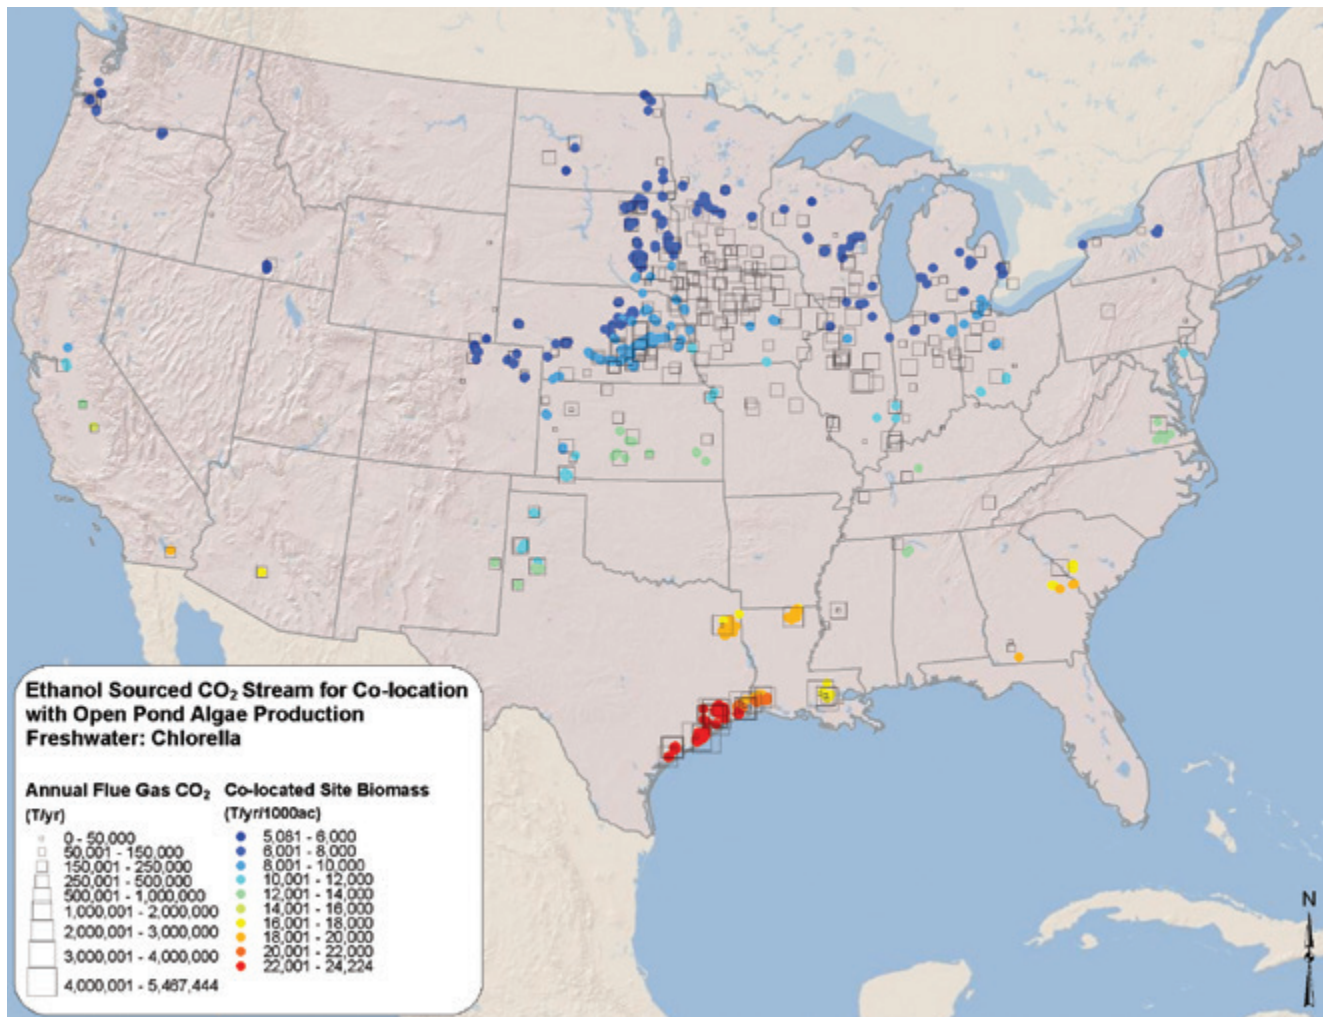 Ethanol Sourced CO₂ Stream for Co-location
with Open Pond Algae Production
Freshwater: Chlorella
Annual Flue Gas CO₂
(T/yr)
0 - 50,000
50,001 - 150,000
150,001 - 250,000
250,001 - 500,000
500,001 - 1,000,000
1,000,001 - 2,000,000
2,000,001 - 3,000,000
3,000,001 - 4,000,000
4,000,001 - 5,467,444
Co-located Site Biomass
(T/yr/1000ac)
5,081 - 6,000
6,001 - 8,000
8,001 - 10,000
10,001 - 12,000
12,001 - 14,000
14,001 - 16,000
16,001 - 18,000
18,001 - 20,000
20,001 - 22,000
22,001 - 24,224
N